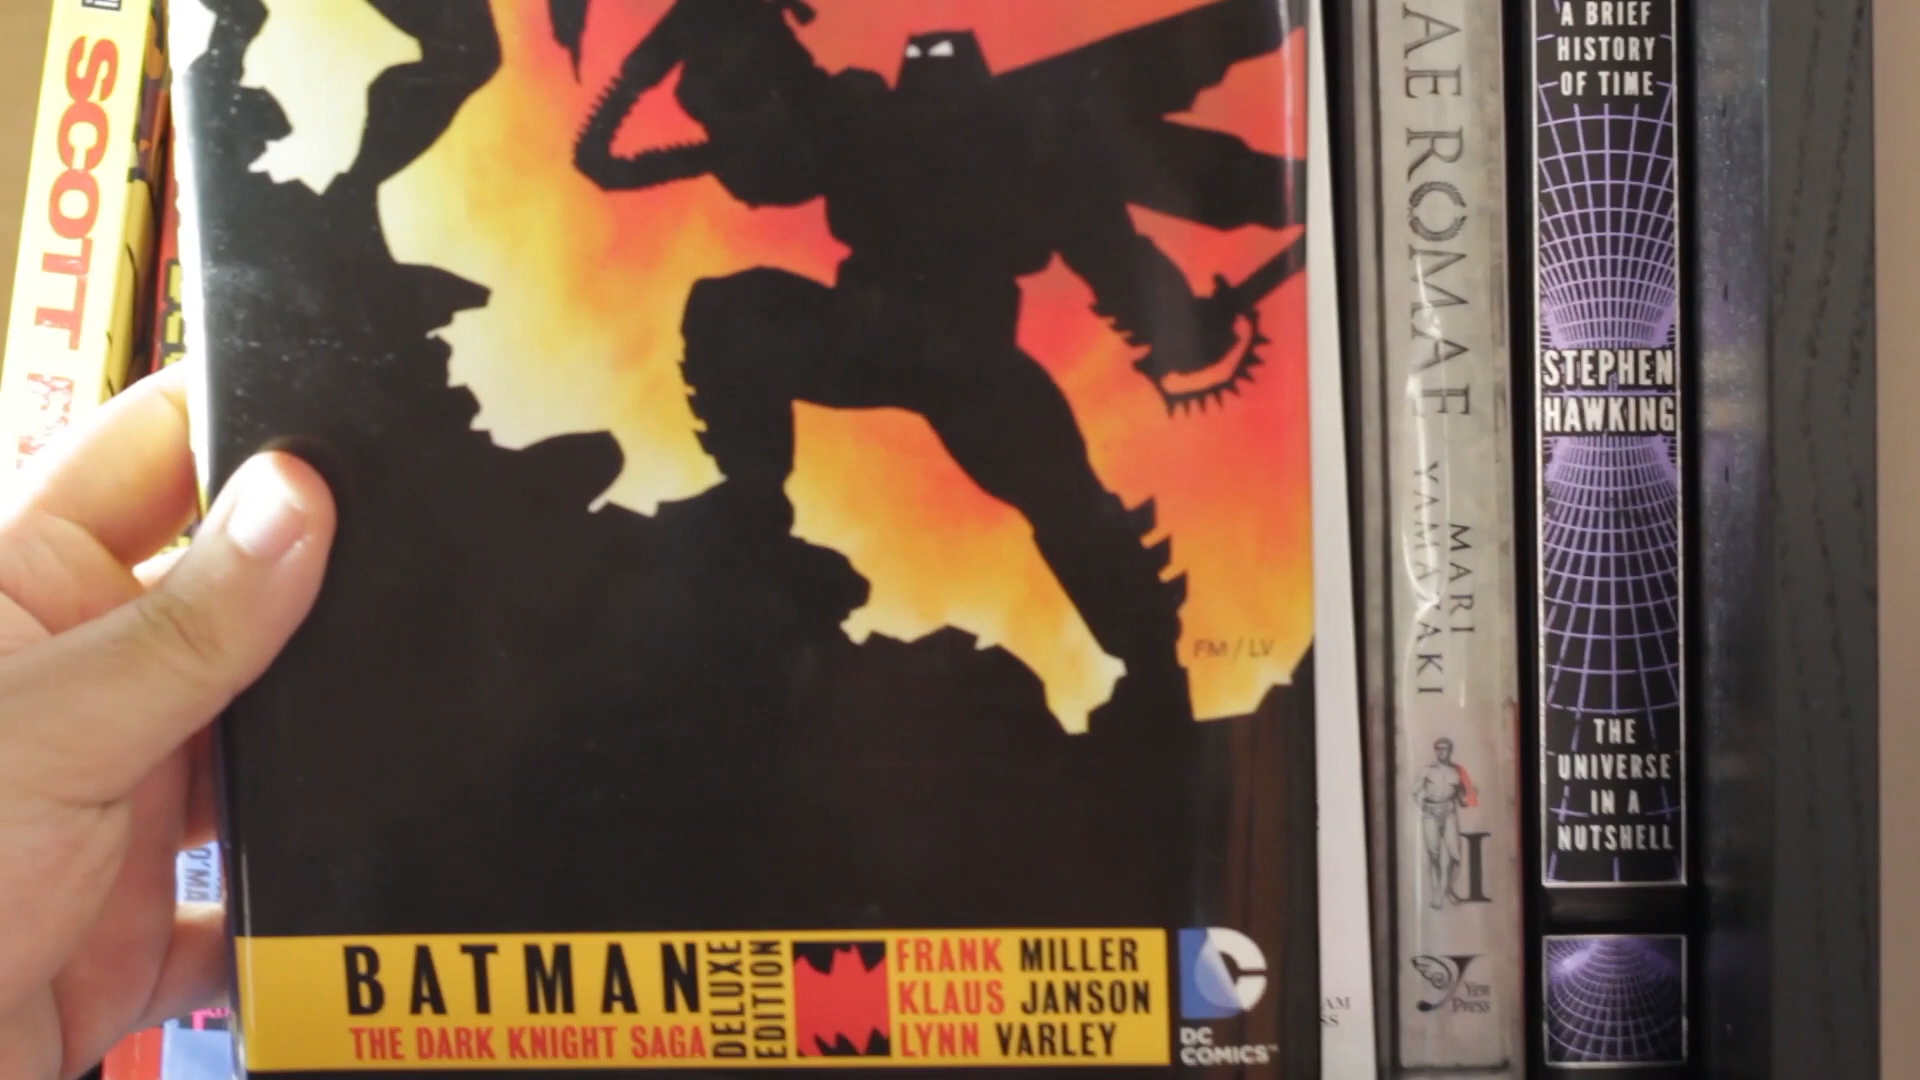 SCOTT
FM/LV
BATMAN
THE DARK KNIGHT SAGA
DELUXE
EDITION
FRANK MILLER
KLAUS JANSON
LYNN VARLEY
DC
COMICS™
AE ROMAE
MARI
YAMAZAKI
I
Yen
Press
A BRIEF
HISTORY
OF TIME
STEPHEN
HAWKING
THE
UNIVERSE
IN A
NUTSHELL